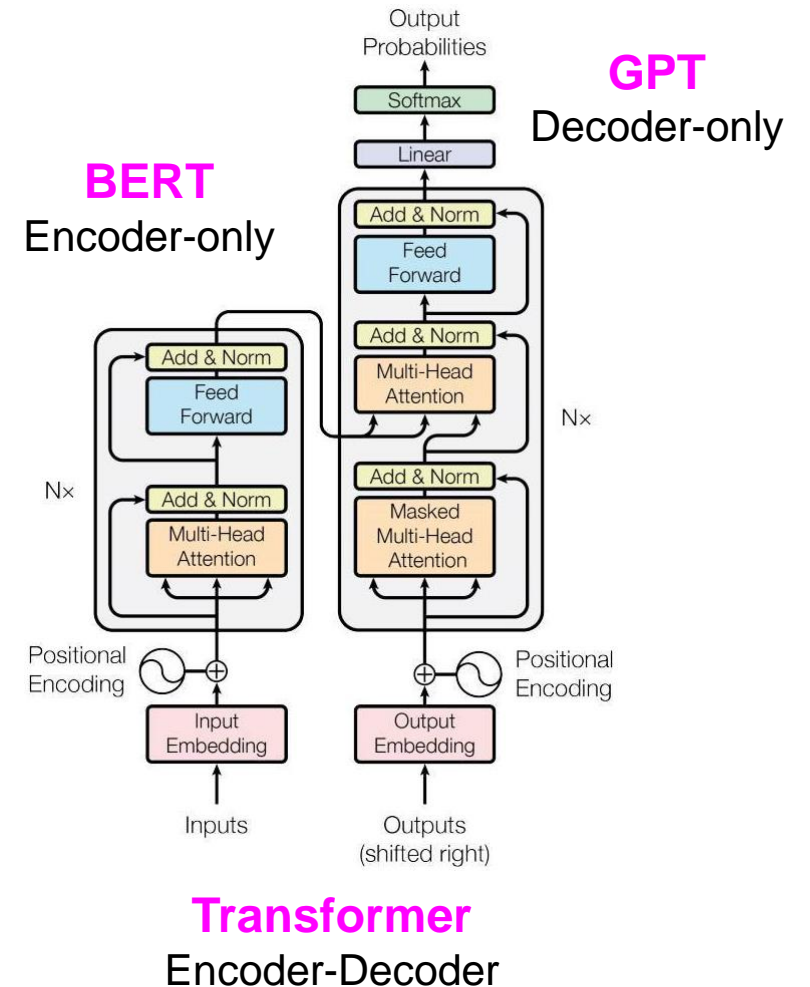 Output
Probabilities
GPT
Decoder-only
Softmax
Linear
BERT
Encoder-only
Add & Norm
Feed
Forward
Add & Norm
Multi-Head
Attention
Nx
Add & Norm
Masked
Multi-Head
Attention
Add & Norm
Feed
Forward
Nx
Add & Norm
Multi-Head
Attention
Positional
Encoding
Positional
Encoding
Input
Embedding
Output
Embedding
Inputs
Outputs
(shifted right)
Transformer
Encoder-Decoder